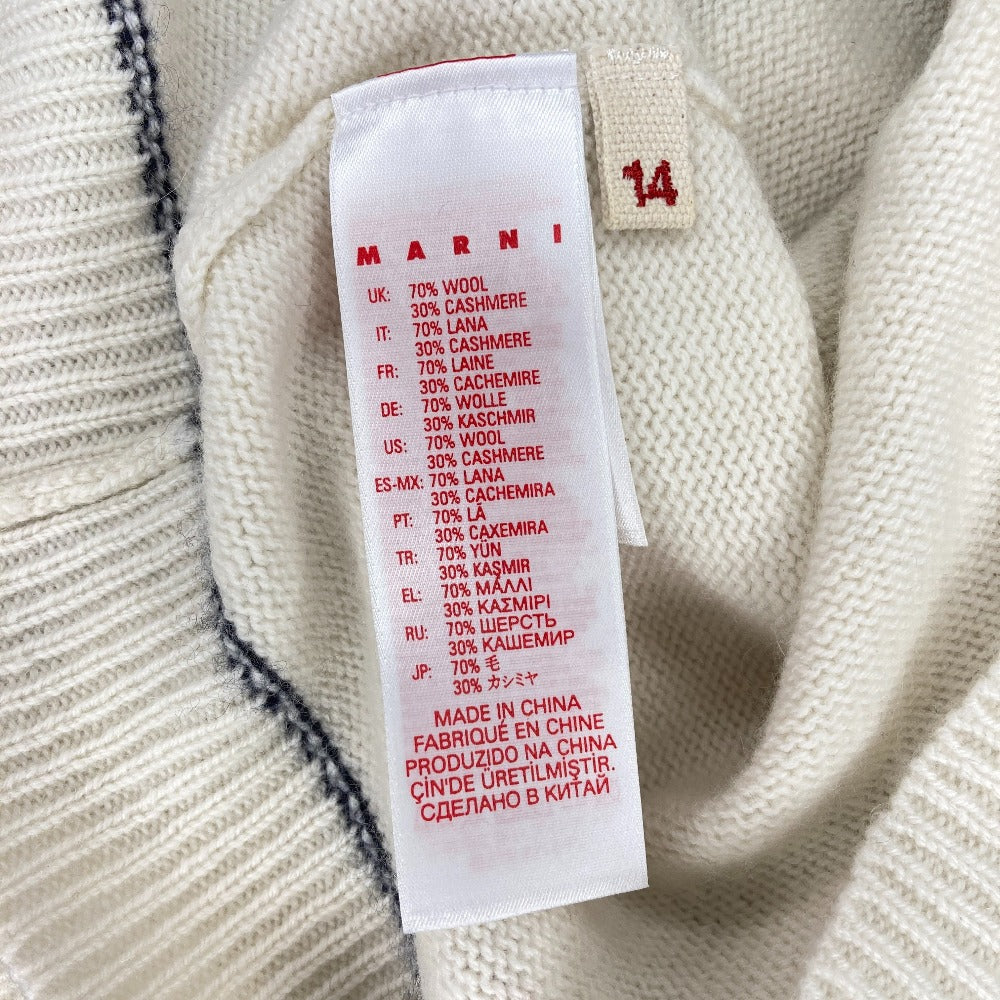 14
MARNI
UK: 70% WOOL
30% CASHMERE
IT: 70% LANA
30% CASHMERE
FR: 70% LAINE
30% CACHEMIRE
DE: 70% WOLLE
30% KASCHMIR
US: 70% WOOL
30% CASHMERE
ES-MX: 70% LANA
30% CACHEMIRA
PT: 70% LÃ
30% CAXEMIRA
TR: 70% YÜN
30% KAŞMIR
EL: 70% ΜΆΛΛΙ
30% ΚΑΣΜΙΡΙ
RU: 70% ШЕРСТЬ
30% КАШЕМИР
JP: 70% 毛
30% カシミヤ
MADE IN CHINA
FABRIQUÉ EN CHINE
PRODUZIDO NA CHINA
ÇİN'DE ÜRETİLMİŞTİR.
СДЕЛАНО В КИТАЙ